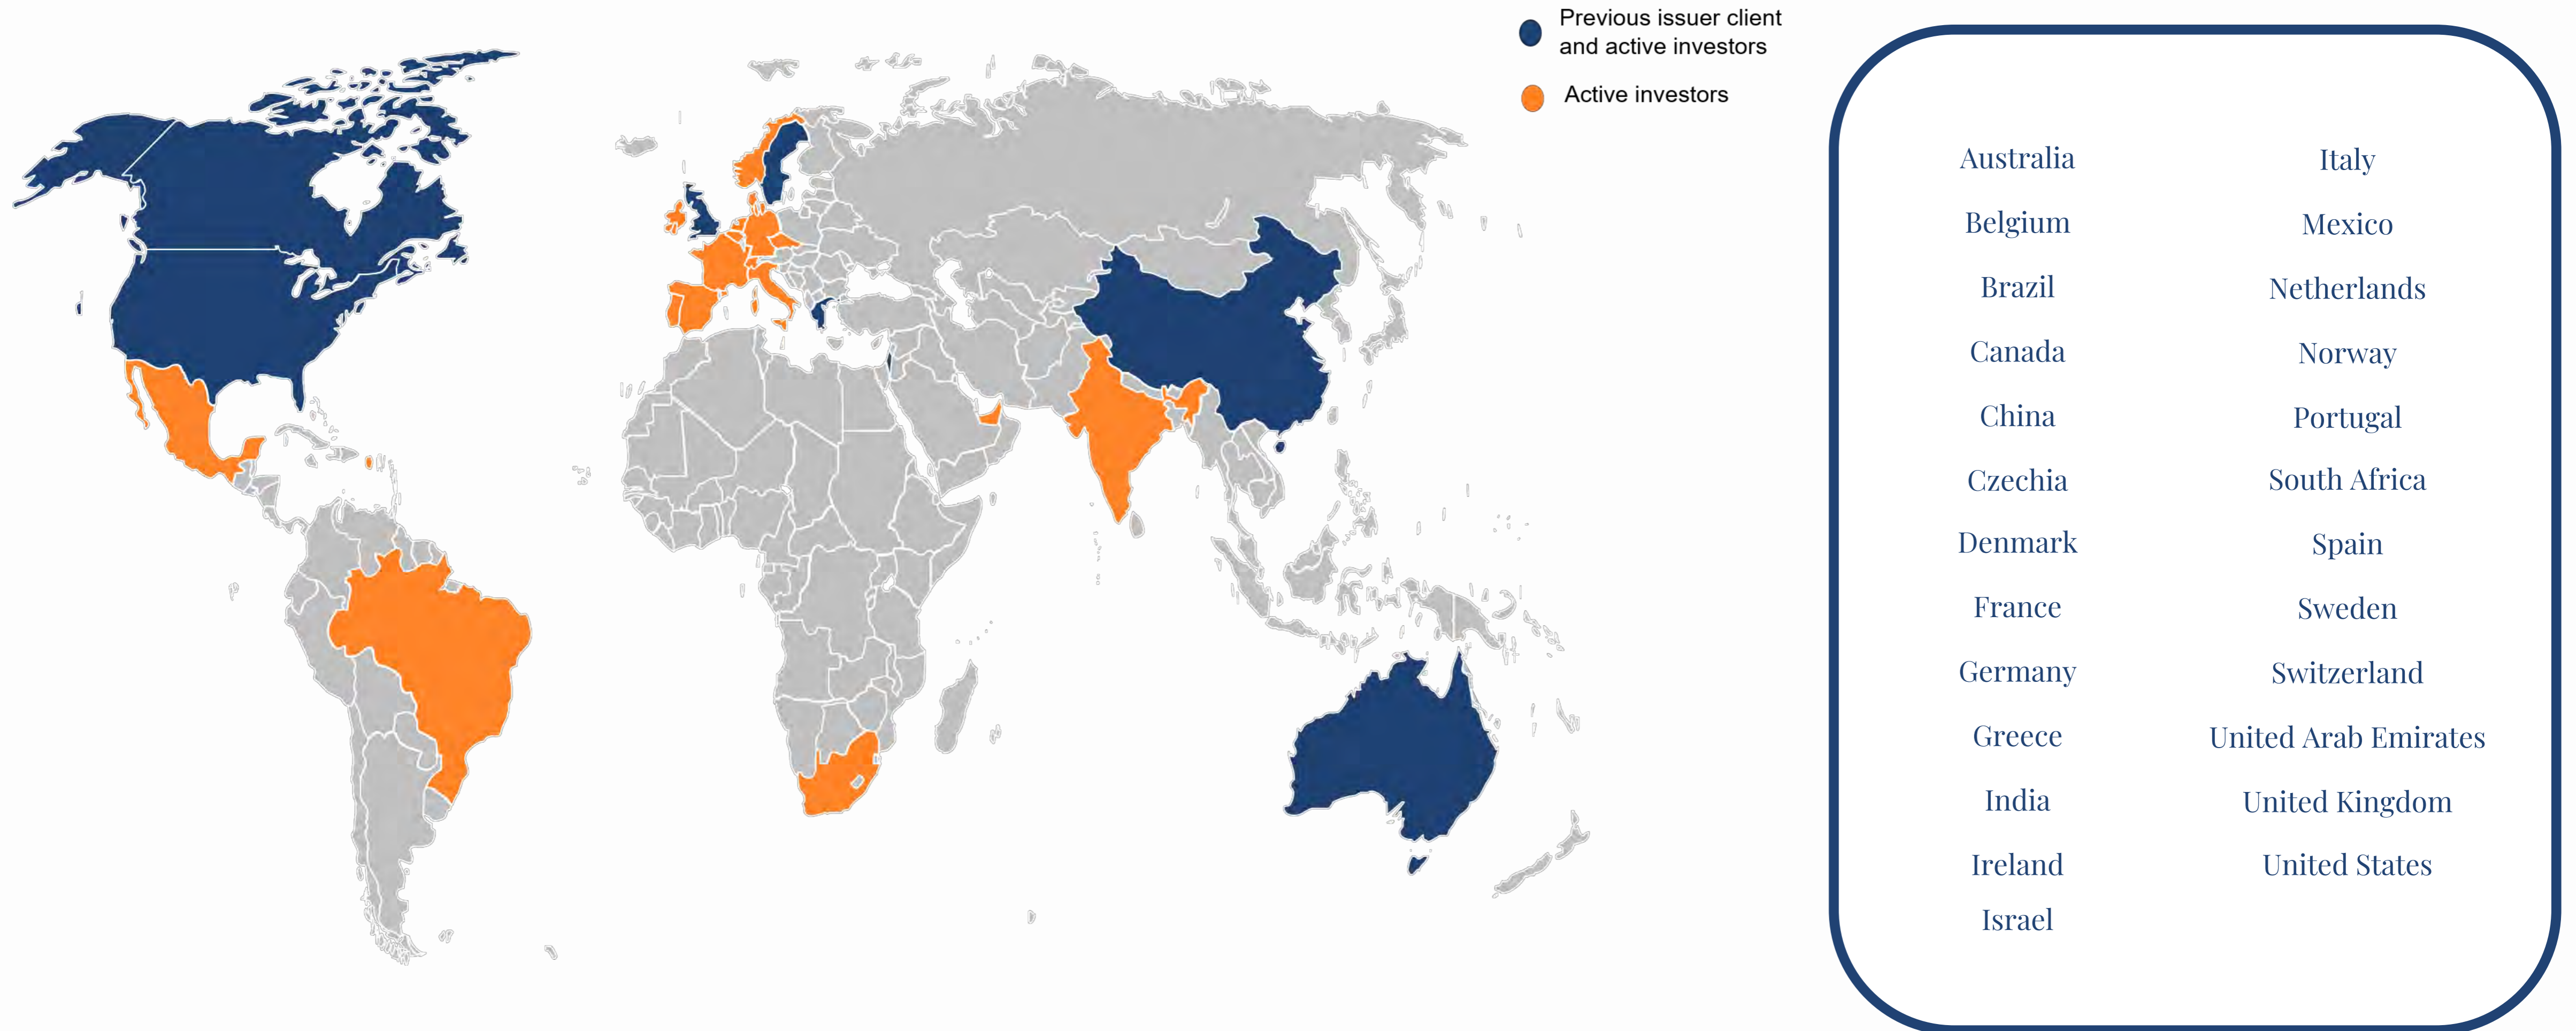 Previous issuer client
and active investors
Active investors
Australia
Belgium
Brazil
Canada
China
Czechia
Denmark
France
Germany
Greece
India
Ireland
Israel
Italy
Mexico
Netherlands
Norway
Portugal
South Africa
Spain
Sweden
Switzerland
United Arab Emirates
United Kingdom
United States